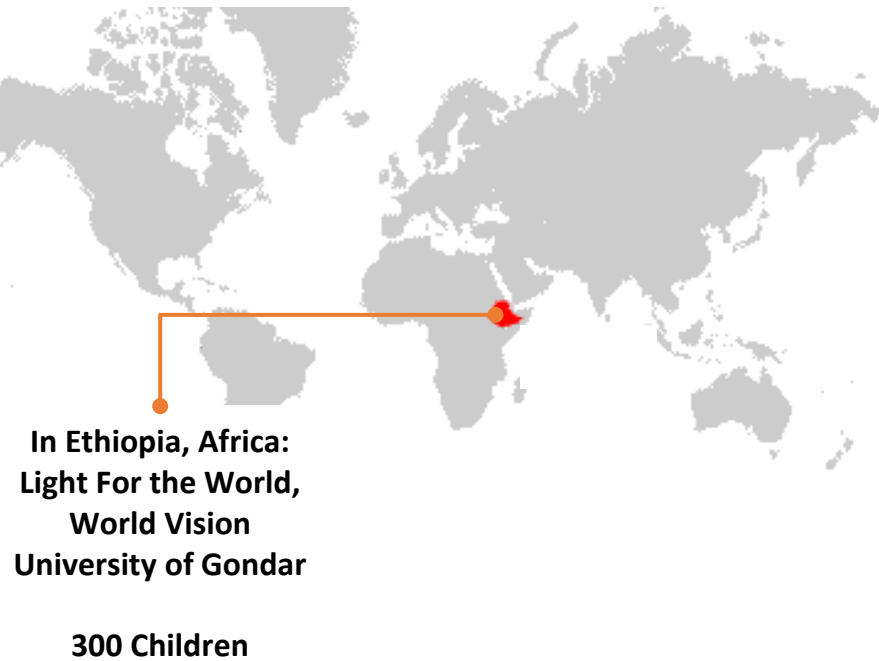 In Ethiopia, Africa:
Light For the World,
World Vision
University of Gondar
300 Children